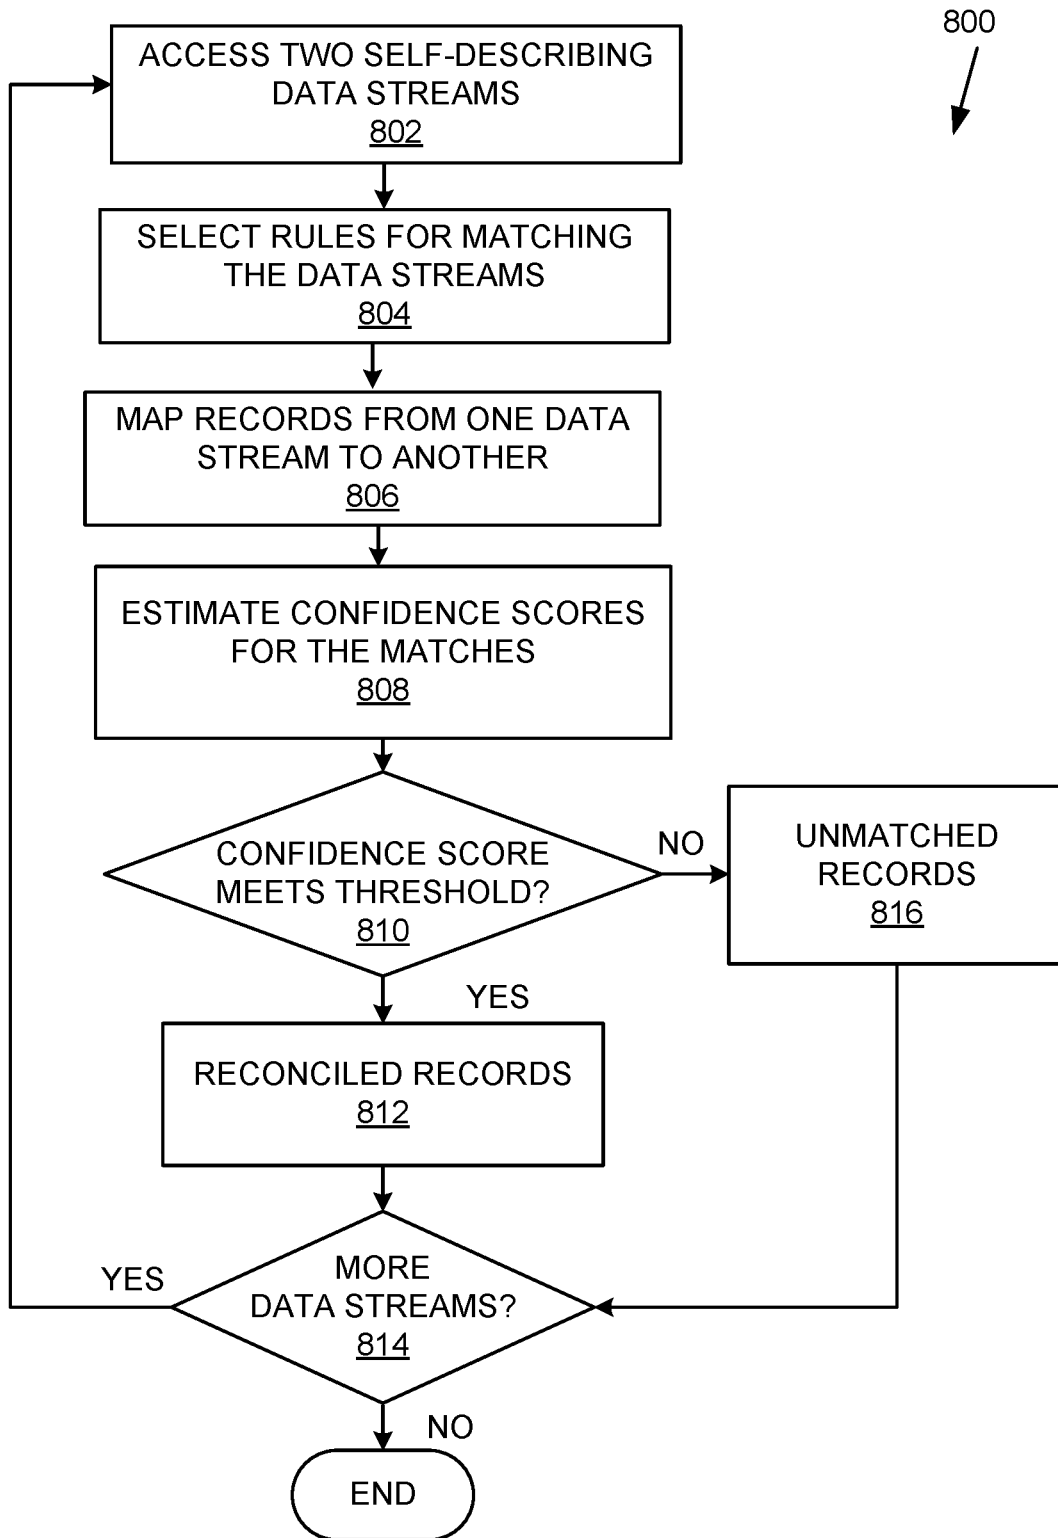 800
ACCESS TWO SELF-DESCRIBING
DATA STREAMS
802
SELECT RULES FOR MATCHING
THE DATA STREAMS
804
MAP RECORDS FROM ONE DATA
STREAM TO ANOTHER
806
ESTIMATE CONFIDENCE SCORES
FOR THE MATCHES
808
CONFIDENCE SCORE
MEETS THRESHOLD?
810
NO
UNMATCHED
RECORDS
816
YES
RECONCILED RECORDS
812
MORE
DATA STREAMS?
814
YES
NO
END